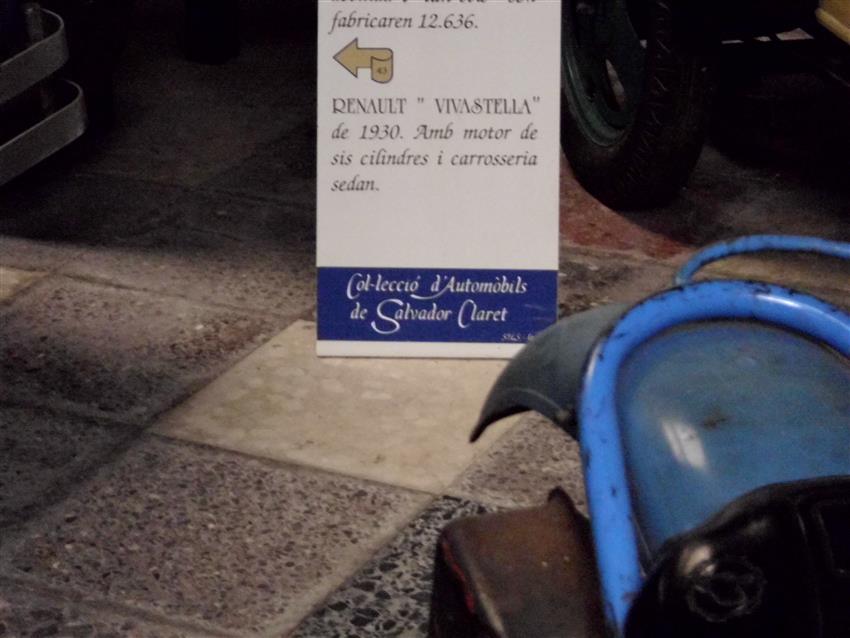 fabricaren 12.636.
43
RENAULT " VIVASTELLA"
de 1930. Amb motor de
sis cilindres i carrosseria
sedan.
Col·lecció d'Automòbils
de Salvador Claret